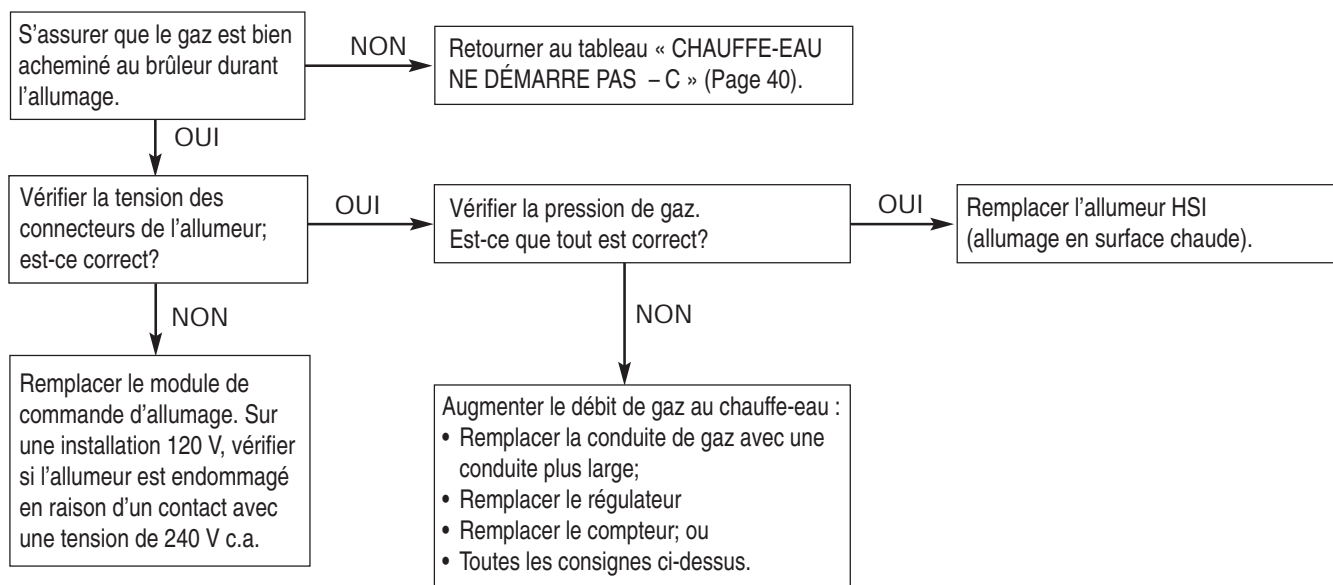 S'assurer que le gaz est bien
acheminé au brûleur durant
l'allumage.
NON
Retourner au tableau « CHAUFFE-EAU
NE DÉMARRE PAS – C » (Page 40).
OUI
Vérifier la tension des
connecteurs de l'allumeur;
est-ce correct?
OUI
Vérifier la pression de gaz.
Est-ce que tout est correct?
OUI
Remplacer l'allumeur HSI
(allumage en surface chaude).
NON
NON
Remplacer le module de
commande d'allumage. Sur
une installation 120 V, vérifier
si l'allumeur est endommagé
en raison d'un contact avec
une tension de 240 V c.a.
Augmenter le débit de gaz au chauffe-eau :
• Remplacer la conduite de gaz avec une
conduite plus large;
• Remplacer le régulateur
• Remplacer le compteur; ou
• Toutes les consignes ci-dessus.